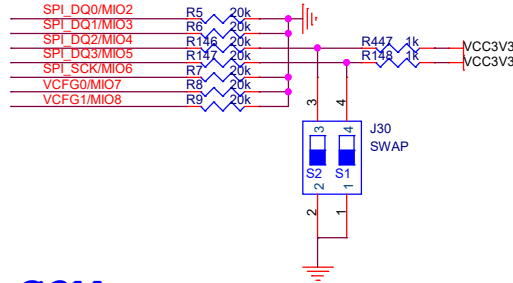 SPI_DQ0/MIO2 R5 20k
SPI_DQ1/MIO3 R6 20k
SPI_DQ2/MIO4 R146 20k R447 1k VCC3V3
SPI_DQ3/MIO5 R147 20k R148 1k VCC3V3
SPI_SCK/MIO6 R7 20k
VCFG0/MIO7 R8 20k
VCFG1/MIO8 R9 20k
3 4
3 4 J30
SWAP
S2 S1
2 1
2 1